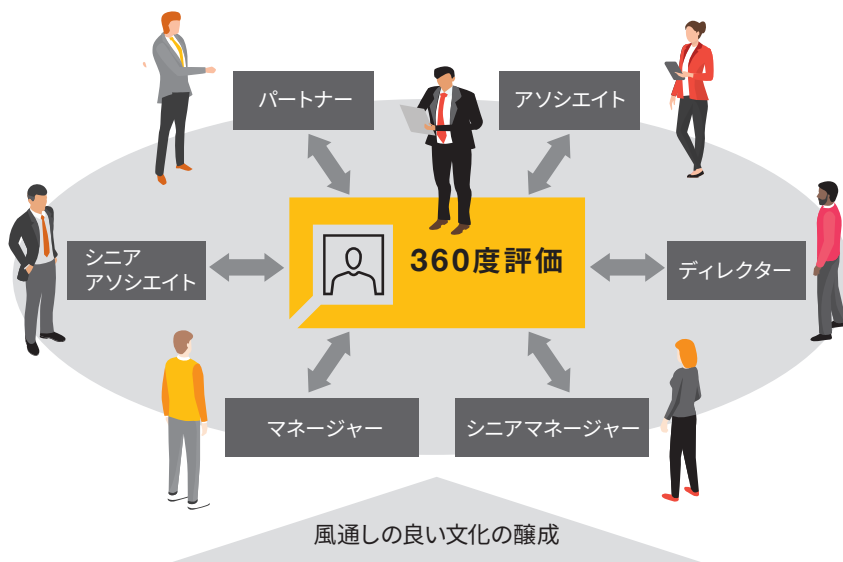 パートナー
アソシエイト
シニア
アソシエイト
360度評価
ディレクター
マネージャー
シニアマネージャー
風通しの良い文化の醸成